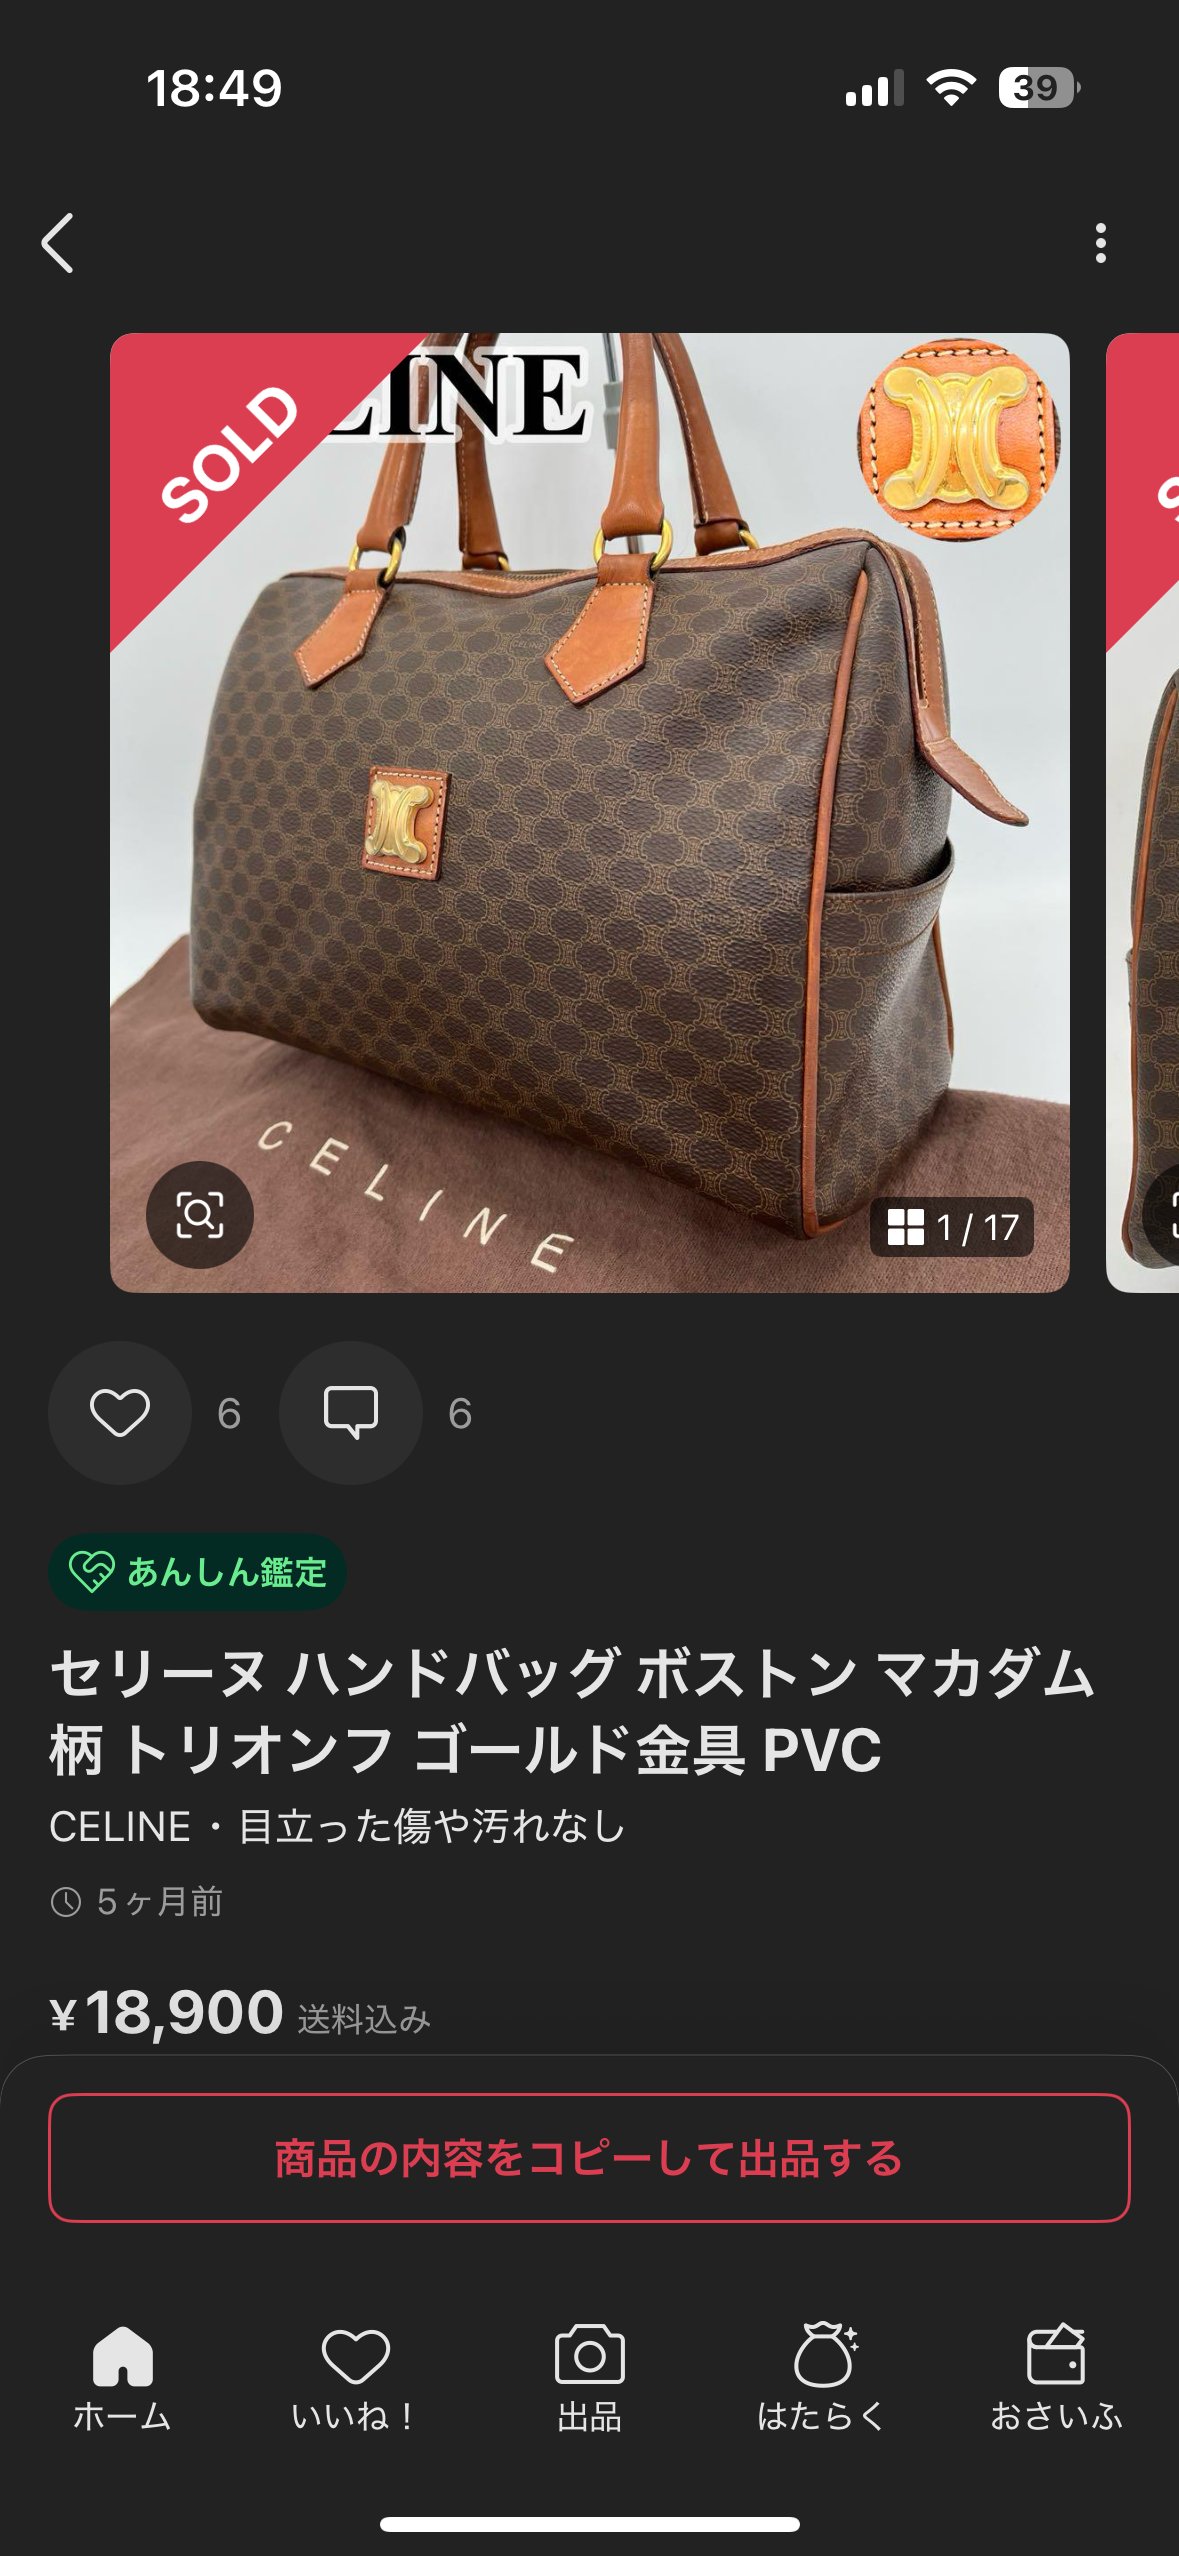 18:49
39
SOLD
LINE
CELINE
1 / 17
6
6
あんしん鑑定
セリーヌ ハンドバッグ ボストン マカダム
柄 トリオンフ ゴールド金具 PVC
CELINE・目立った傷や汚れなし
5ヶ月前
¥18,900 送料込み
商品の内容をコピーして出品する
ホーム
いいね！
出品
はたらく
おさいふ